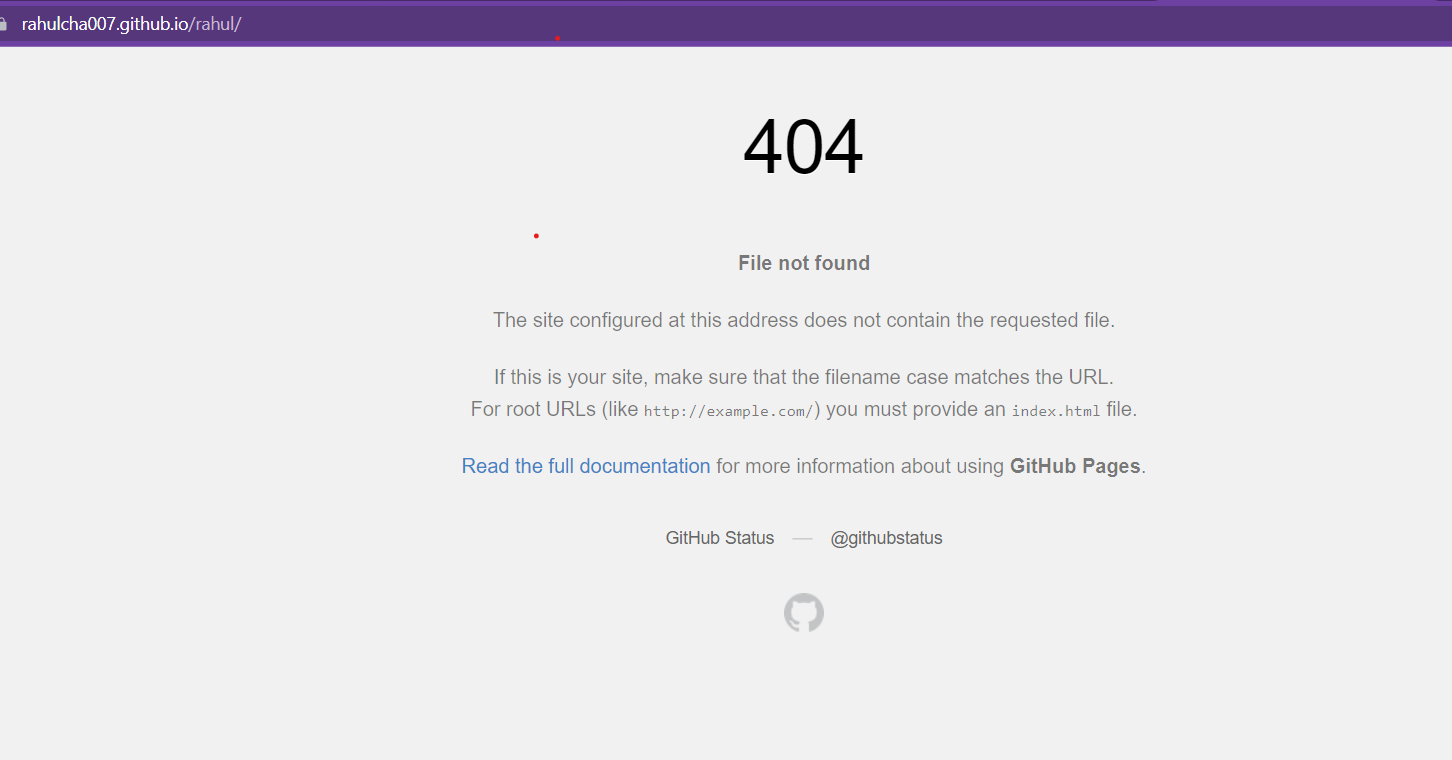 rahulcha007.github.io/rahul/
404
File not found
The site configured at this address does not contain the requested file.
If this is your site, make sure that the filename case matches the URL.
For root URLs (like http://example.com/) you must provide an index.html file.
Read the full documentation for more information about using GitHub Pages.
GitHub Status — @githubstatus